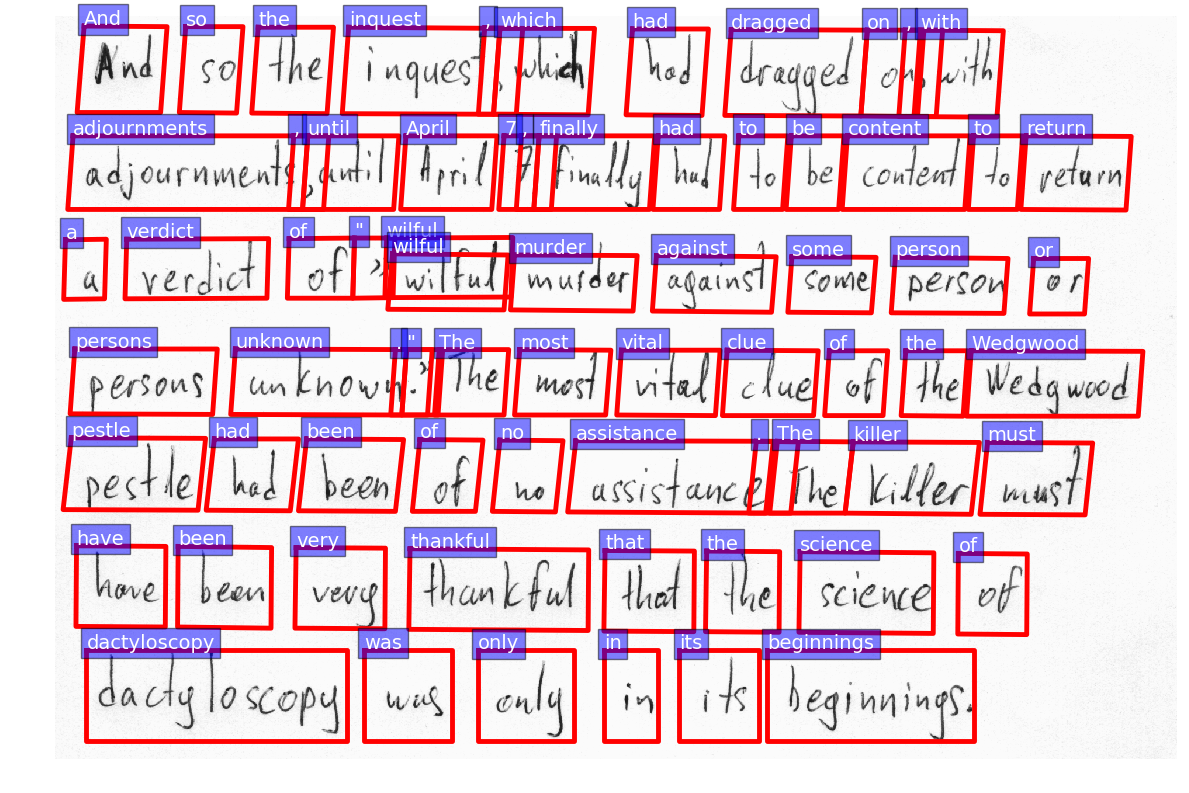 And so the inquest, which had dragged on, with
adjournments, until April 7, finally had to be content to return
a verdict of "wilful murder against some person or
persons unknown." The most vital clue of the Wedgwood
pestle had been of no assistance. The killer must
have been very thankful that the science of
dactyloscopy was only in its beginnings.